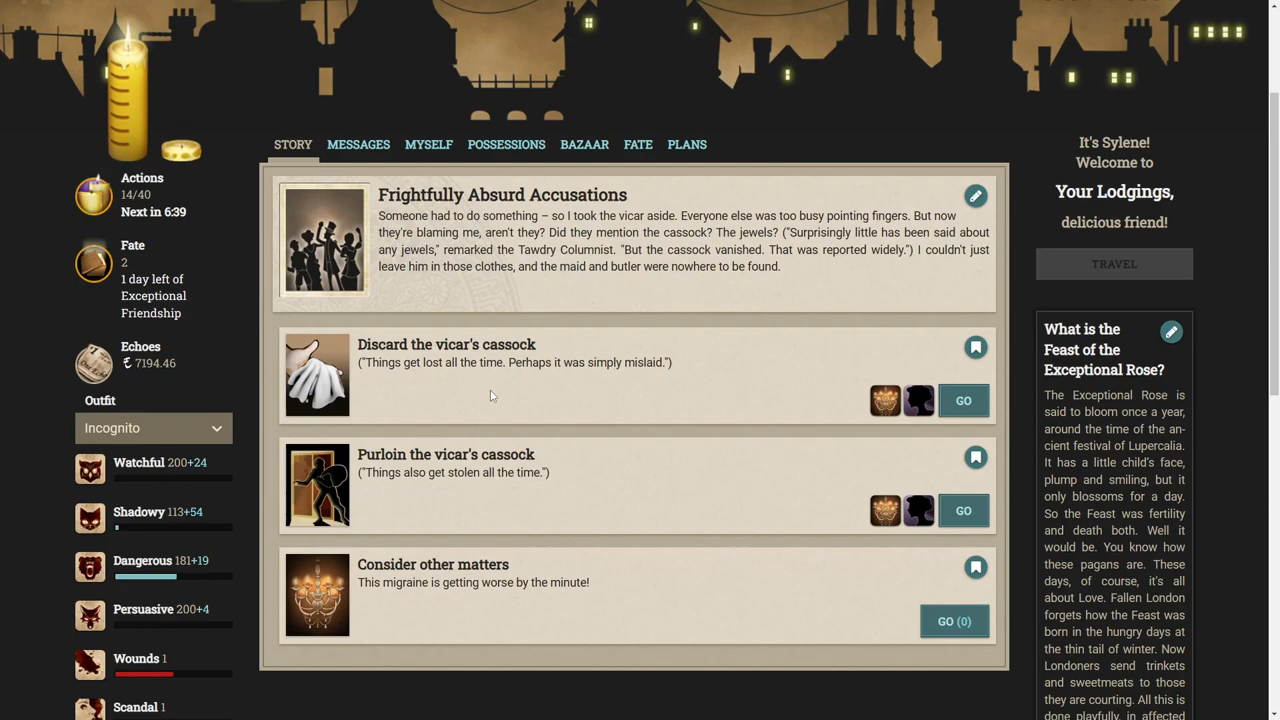 STORY MESSAGES MYSELF POSSESSIONS BAZAAR FATE PLANS
Actions
14/40
Next in 6:39
Fate
2
1 day left of
Exceptional
Friendship
Echoes
7194.46
Outfit
Incognito
Watchful 200+24
Shadowy 113+54
Dangerous 181+19
Persuasive 200+4
Wounds 1
Scandal 1
Frightfully Absurd Accusations
Someone had to do something – so I took the vicar aside. Everyone else was too busy pointing fingers. But now
they're blaming me, aren't they? Did they mention the cassock? The jewels? ("Surprisingly little has been said about
any jewels," remarked the Tawdry Columnist. "But the cassock vanished. That was reported widely.") I couldn't just
leave him in those clothes, and the maid and butler were nowhere to be found.
Discard the vicar's cassock
("Things get lost all the time. Perhaps it was simply mislaid.")
GO
Purloin the vicar's cassock
("Things also get stolen all the time.")
GO
Consider other matters
This migraine is getting worse by the minute!
GO (0)
It's Sylene!
Welcome to
Your Lodgings,
delicious friend!
TRAVEL
What is the
Feast of the
Exceptional Rose?
The Exceptional Rose is
said to bloom once a year,
around the time of the an-
cient festival of Lupercalia.
It has a little child's face,
plump and smiling, but it
only blossoms for a day.
So the Feast was fertility
and death both. Well it
would be. You know how
these pagans are. These
days, of course, it's all
about Love. Fallen London
forgets how the Feast was
born in the hungry days at
the thin tail of winter. Now
Londoners send trinkets
and sweetmeats to those
they are courting. All this is
done playfully, in affected